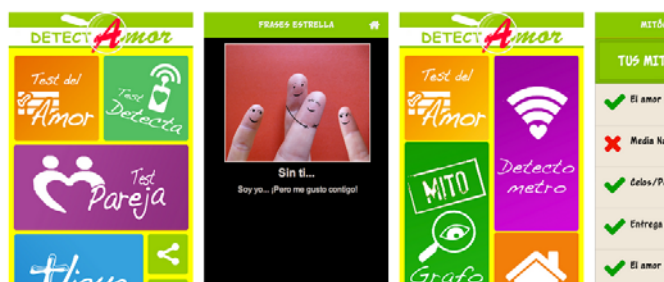 DETECTAmor
Test del
Amor
Test
Detecta
Test
Pareja
FRASES ESTRELLA
Sin ti...
Soy yo... ¡Pero me gusto contigo!
DETECTAmor
Test del
Amor
Detecto
metro
MITO
Grafo
TUS MIT
El amor
Media Na
Celos/P
Entrega
El amor